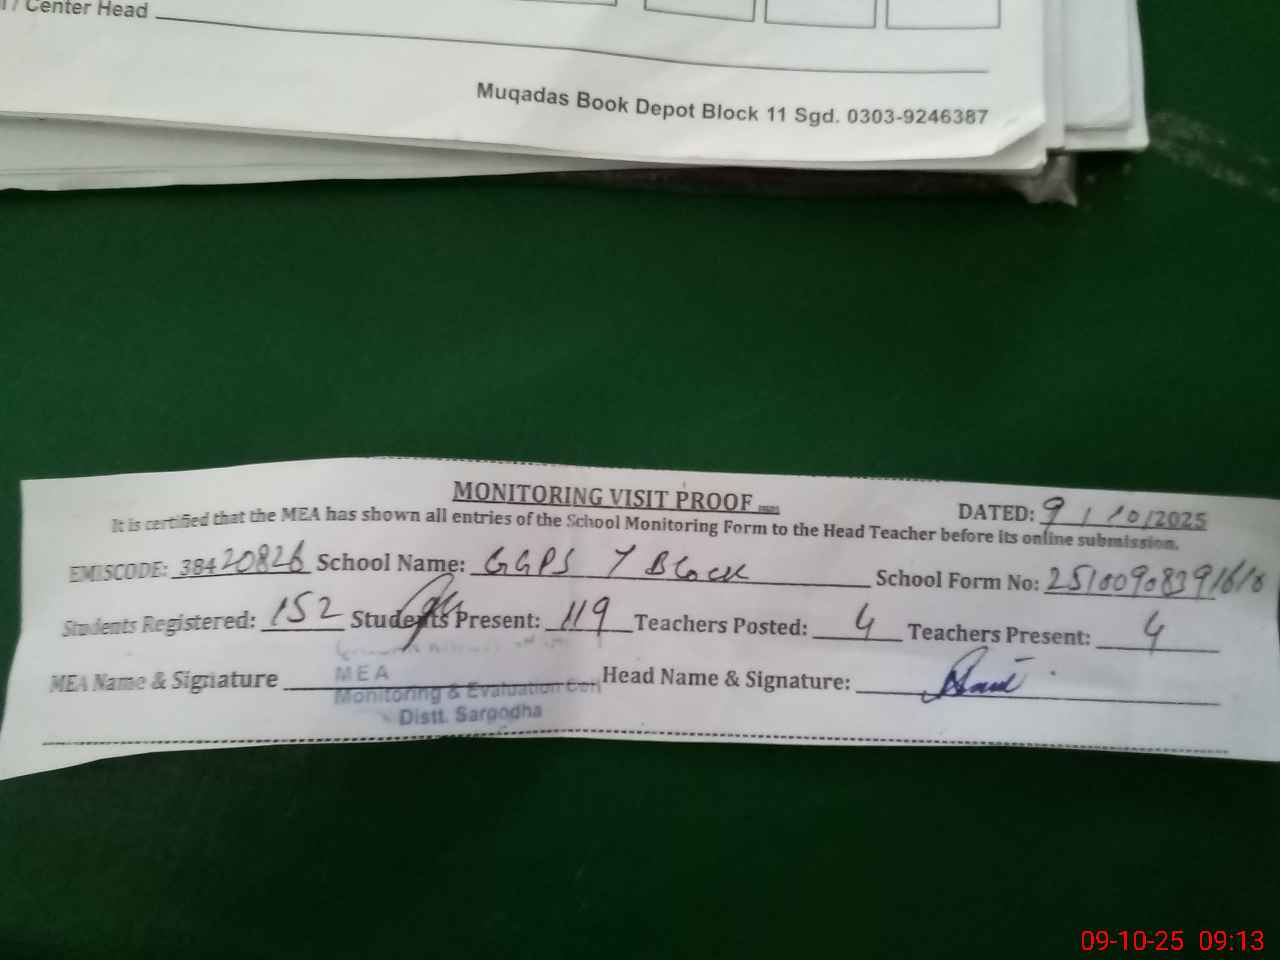 / Center Head
Muqadas Book Depot Block 11 Sgd. 0303-9246387
MONITORING VISIT PROOF
DATED: 9/10/2025
It is certified that the MEA has shown all entries of the School Monitoring Form to the Head Teacher before its online submission.
EMISCODE: 38420826 School Name: GGPS Y Block School Form No:
Students Registered: 152 Students Present: 119 Teachers Posted: 4 Teachers Present: 4
MEA Name & Signature Head Name & Signature:
MEA
Monitoring & Evaluation Cen
Distt. Sargodha
09-10-25 09:13